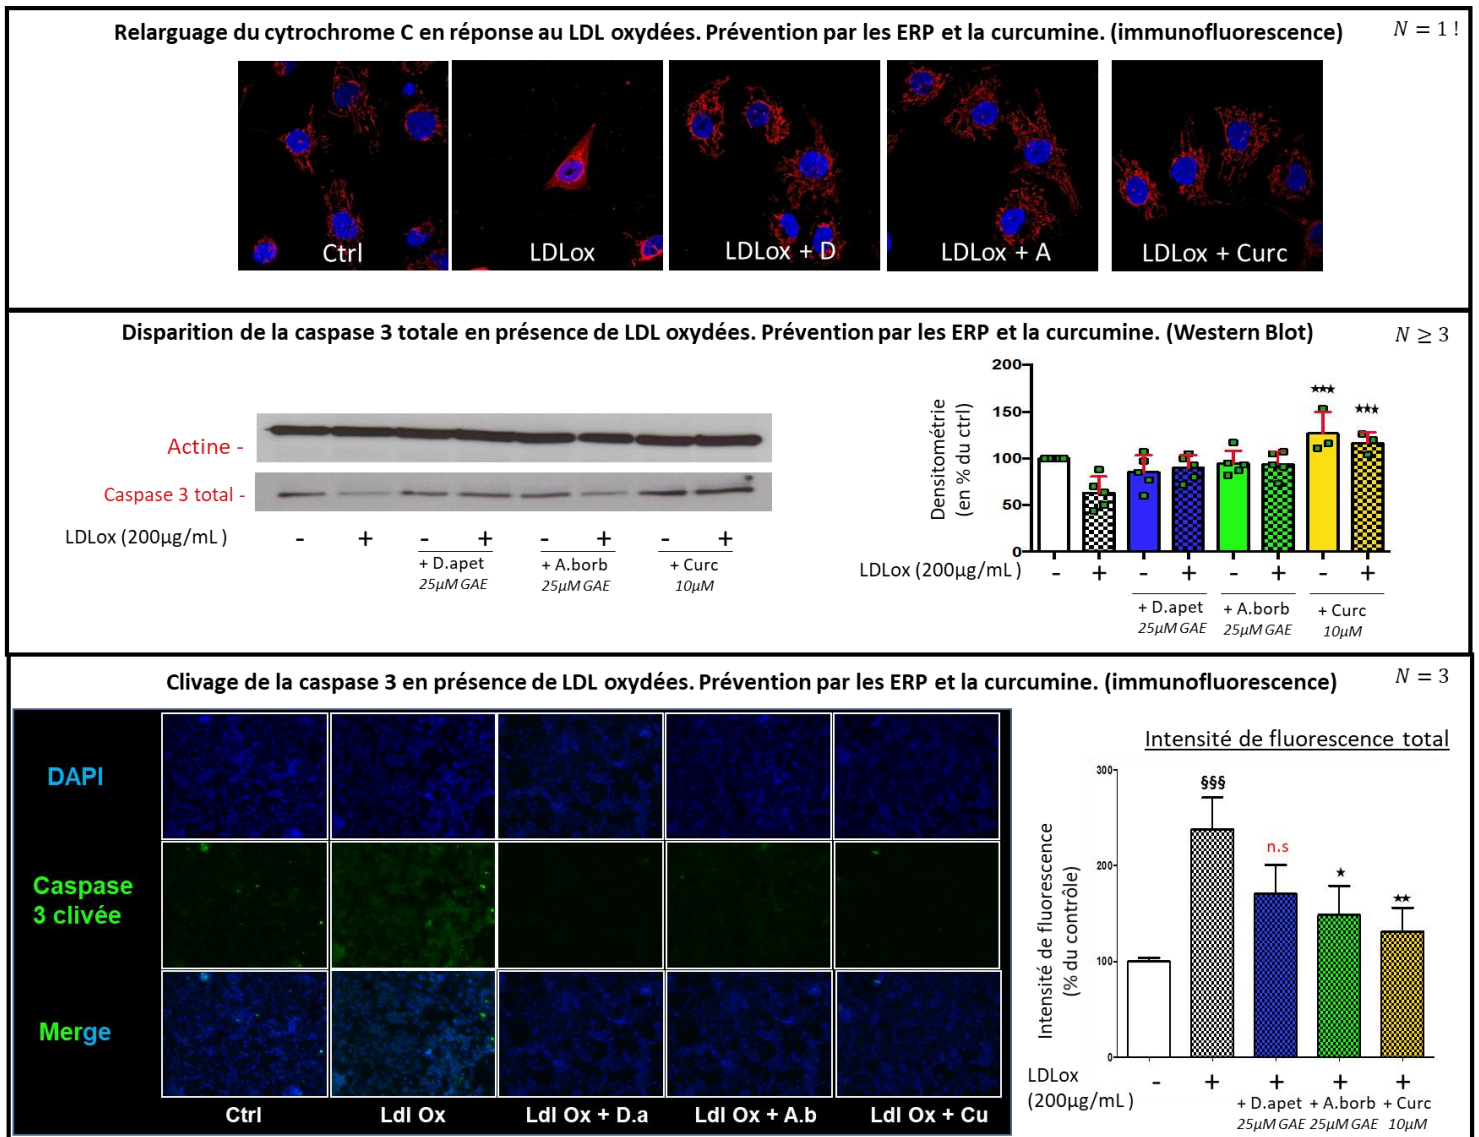 Relarguage du cytrochrome C en réponse au LDL oxydées. Prévention par les ERP et la curcumine. (immunofluorescence)
N = 1 !
Ctrl
LDLox
LDLox + D
LDLox + A
LDLox + Curc
Disparition de la caspase 3 totale en présence de LDL oxydées. Prévention par les ERP et la curcumine. (Western Blot)
N ≥ 3
Actine -
Caspase 3 total -
LDLox (200µg/mL )
- + - + - + - +
+ D.apet + A.borb + Curc
25µM GAE 25µM GAE 10µM
Densitométrie
(en % du ctrl)
200
150
100
50
0
★★★
★★★
LDLox (200µg/mL )
- + - + - + - +
+ D.apet + A.borb + Curc
25µM GAE 25µM GAE 10µM
Clivage de la caspase 3 en présence de LDL oxydées. Prévention par les ERP et la curcumine. (immunofluorescence)
N = 3
DAPI
Caspase
3 clivée
Merge
Ctrl
Ldl Ox
Ldl Ox + D.a
Ldl Ox + A.b
Ldl Ox + Cu
Intensité de fluorescence total
Intensité de fluorescence
(% du contrôle)
300
200
100
0
§§§
n.s
★
★★
LDLox
(200µg/mL )
- + + + +
+ D.apet + A.borb + Curc
25µM GAE 25µM GAE 10µM